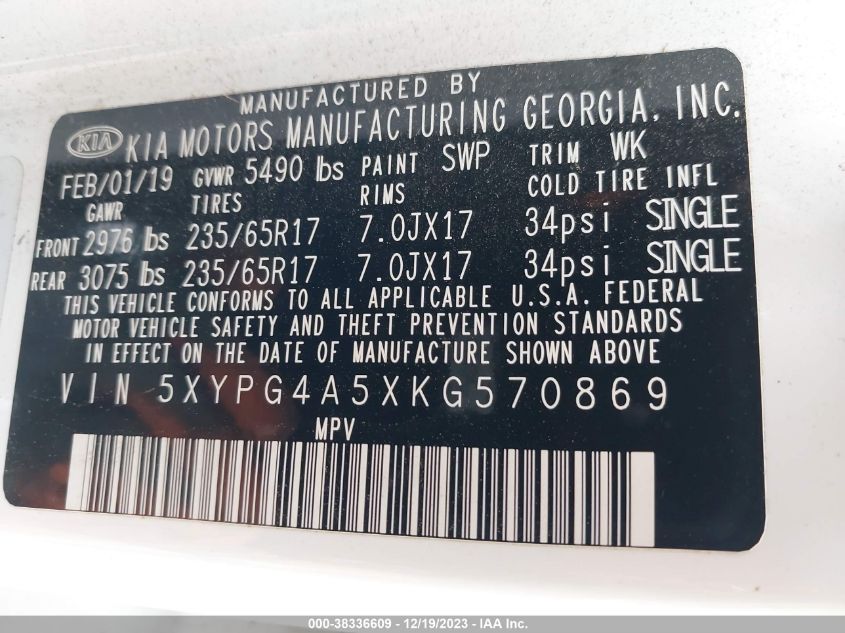 MANUFACTURED BY
KIA KIA MOTORS MANUFACTURING GEORGIA, INC.
FEB/01/19 GVWR 5490 lbs PAINT SWP TRIM WK
GAWR TIRES RIMS COLD TIRE INFL
FRONT 2976 lbs 235/65R17 7.0JX17 34psi SINGLE
REAR 3075 lbs 235/65R17 7.0JX17 34psi SINGLE
THIS VEHICLE CONFORMS TO ALL APPLICABLE U.S.A. FEDERAL
MOTOR VEHICLE SAFETY AND THEFT PREVENTION STANDARDS
IN EFFECT ON THE DATE OF MANUFACTURE SHOWN ABOVE
VIN 5XYPG4A5XKG570869
MPV
000-38336609 - 12/19/2023 - IAA Inc.